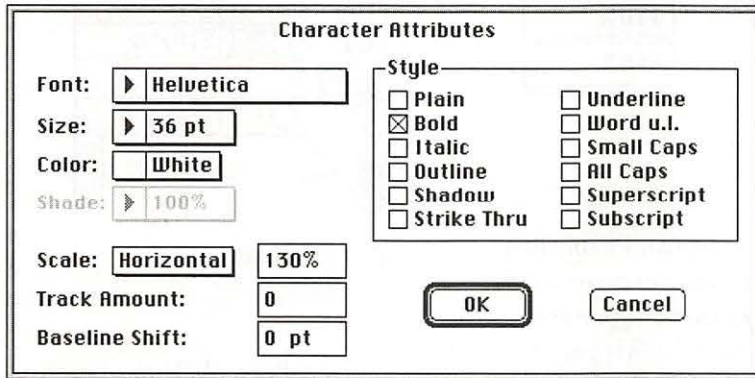 Character Attributes
Font: Helvetica
Size: 36 pt
Color: White
Shade: 100%
Scale: Horizontal 130%
Track Amount: 0
Baseline Shift: 0 pt
Style
Plain
Bold
Italic
Outline
Shadow
Strike Thru
Underline
Word u.l.
Small Caps
All Caps
Superscript
Subscript
OK
Cancel